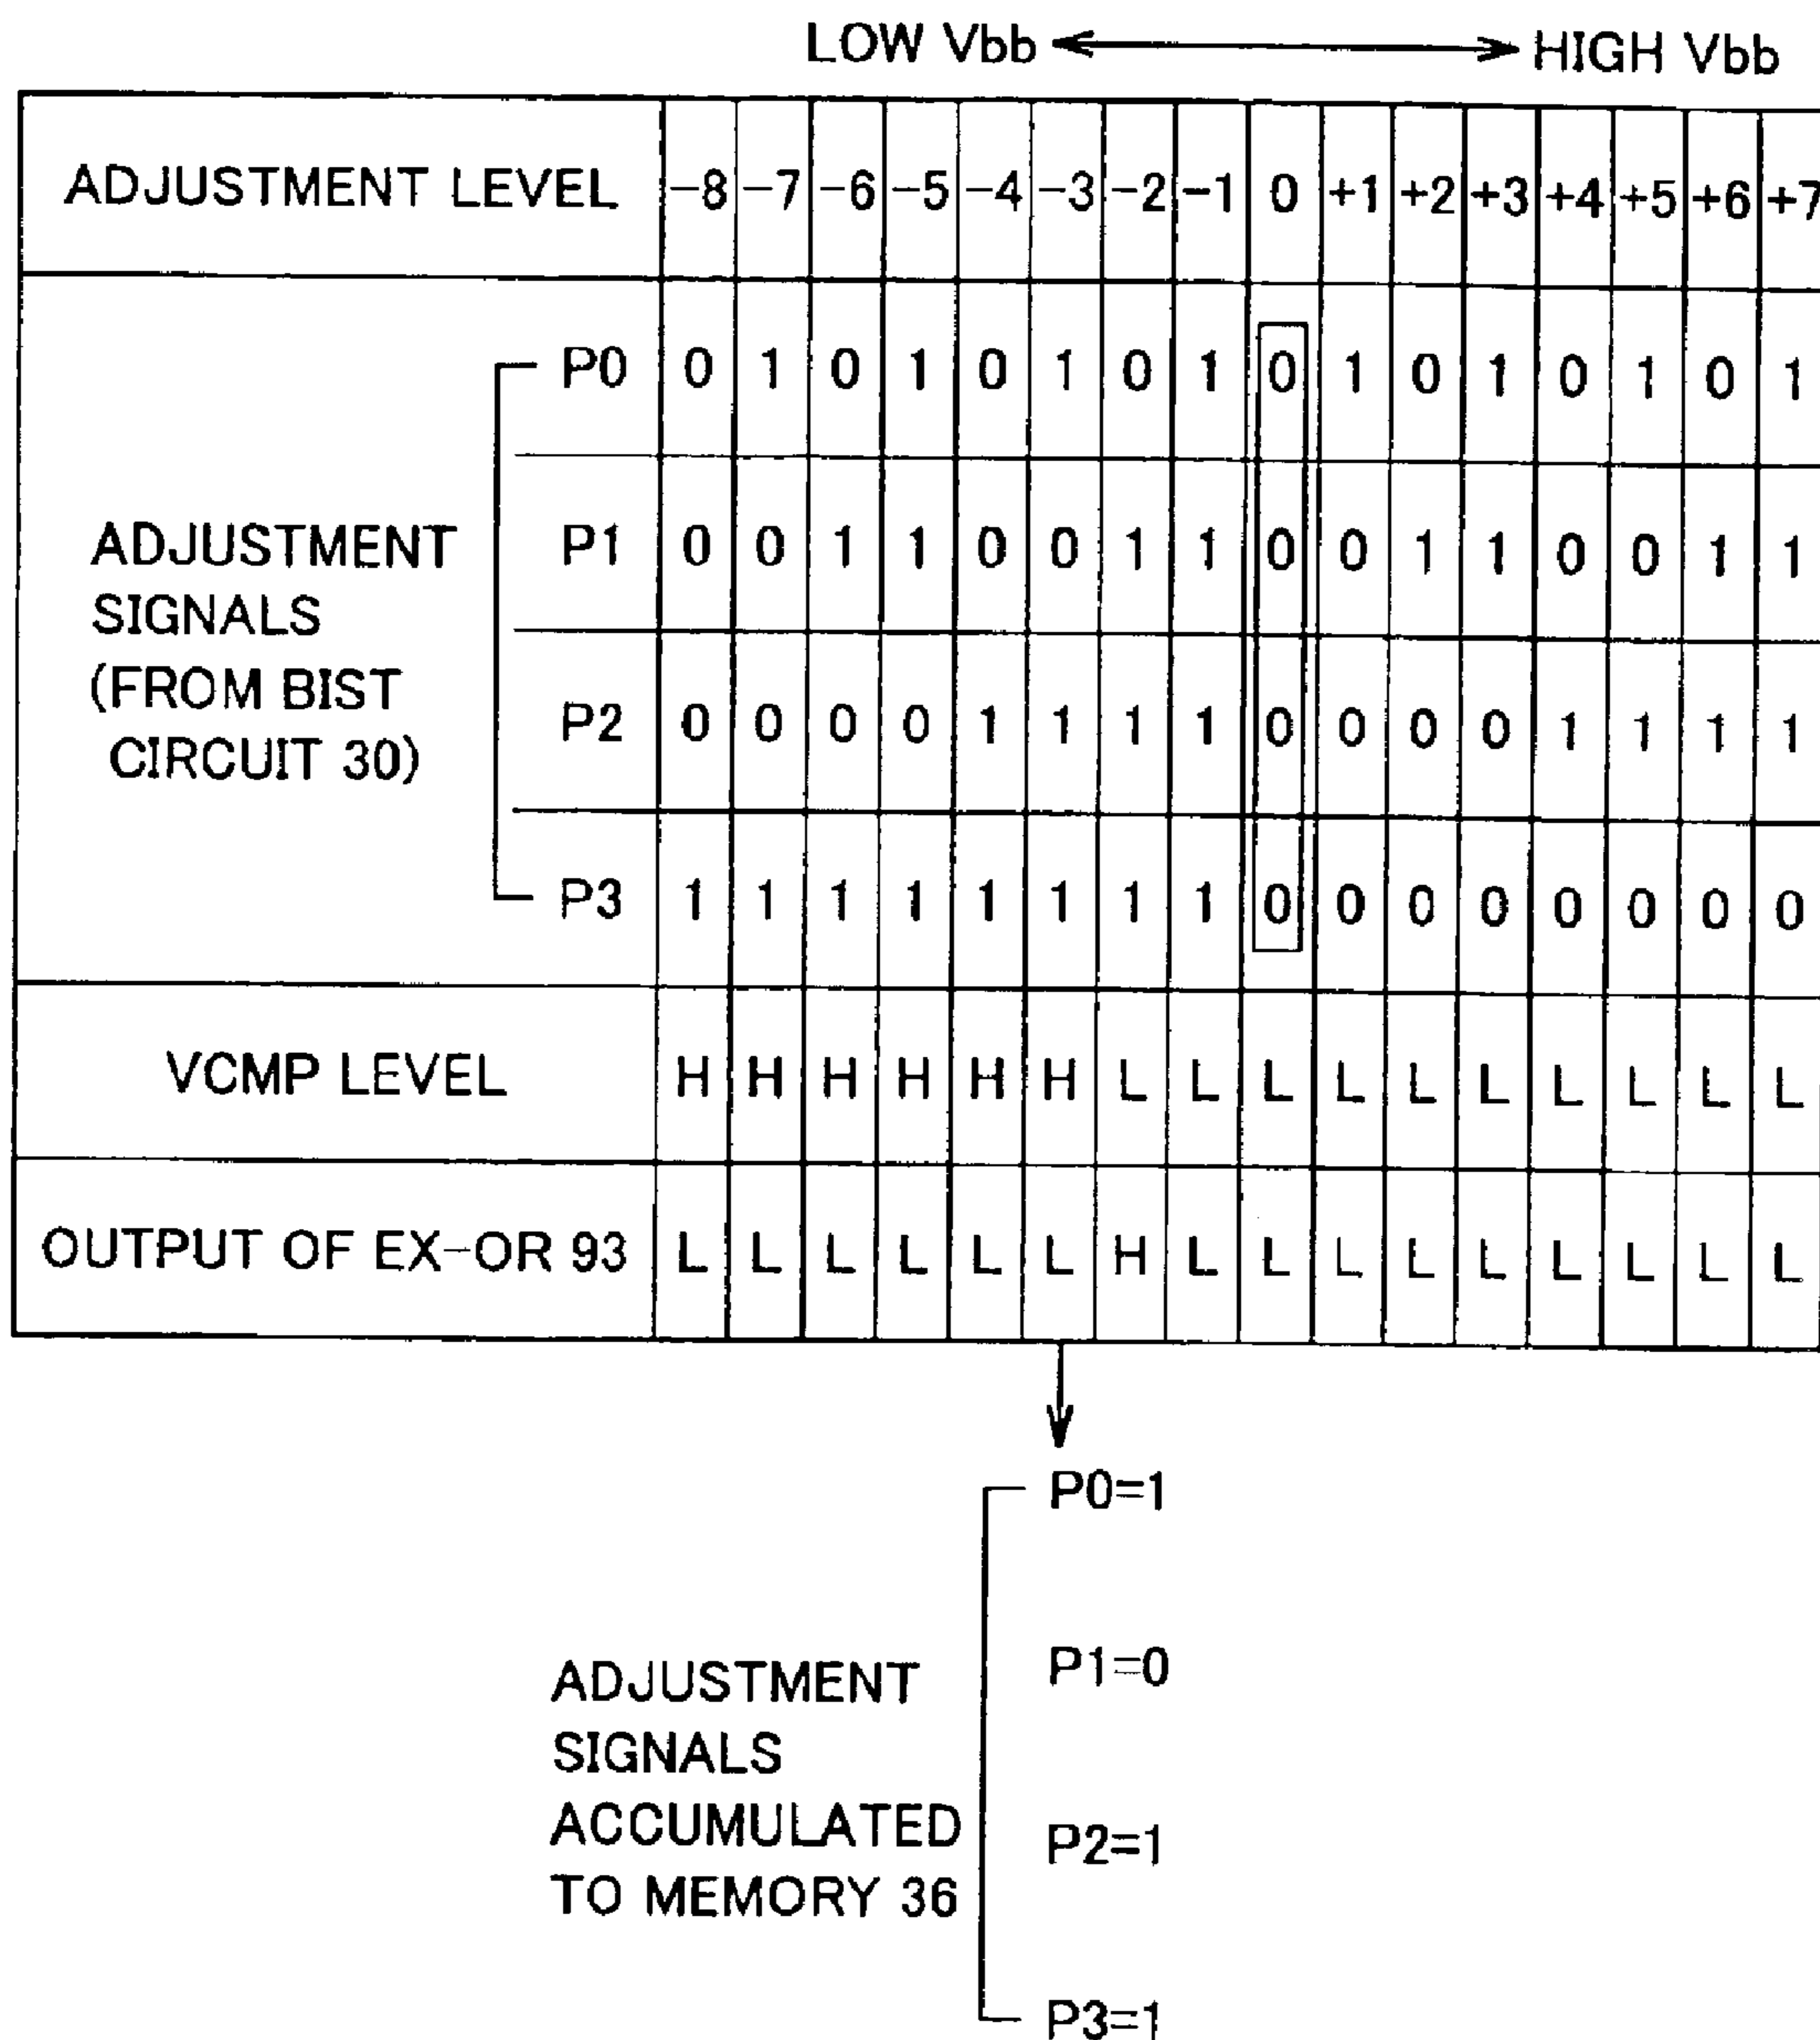 LOW Vbb HIGH Vbb
ADJUSTMENT LEVEL −8 −7 −6 −5 −4 −3 −2 −1 0 +1 +2 +3 +4 +5 +6 +7
ADJUSTMENT
SIGNALS
(FROM BIST
CIRCUIT 30)
P0 0 1 0 1 0 1 0 1 0 1 0 1 0 1 0 1
P1 0 0 1 1 0 0 1 1 0 0 1 1 0 0 1 1
P2 0 0 0 0 1 1 1 1 0 0 0 0 1 1 1 1
P3 1 1 1 1 1 1 1 1 0 0 0 0 0 0 0 0
VCMP LEVEL H H H H H H L L L L L L L L L L
OUTPUT OF EX−OR 93 L L L L L L H L L L L L L L L L
ADJUSTMENT
SIGNALS
ACCUMULATED
TO MEMORY 36
P0=1
P1=0
P2=1
P3=1